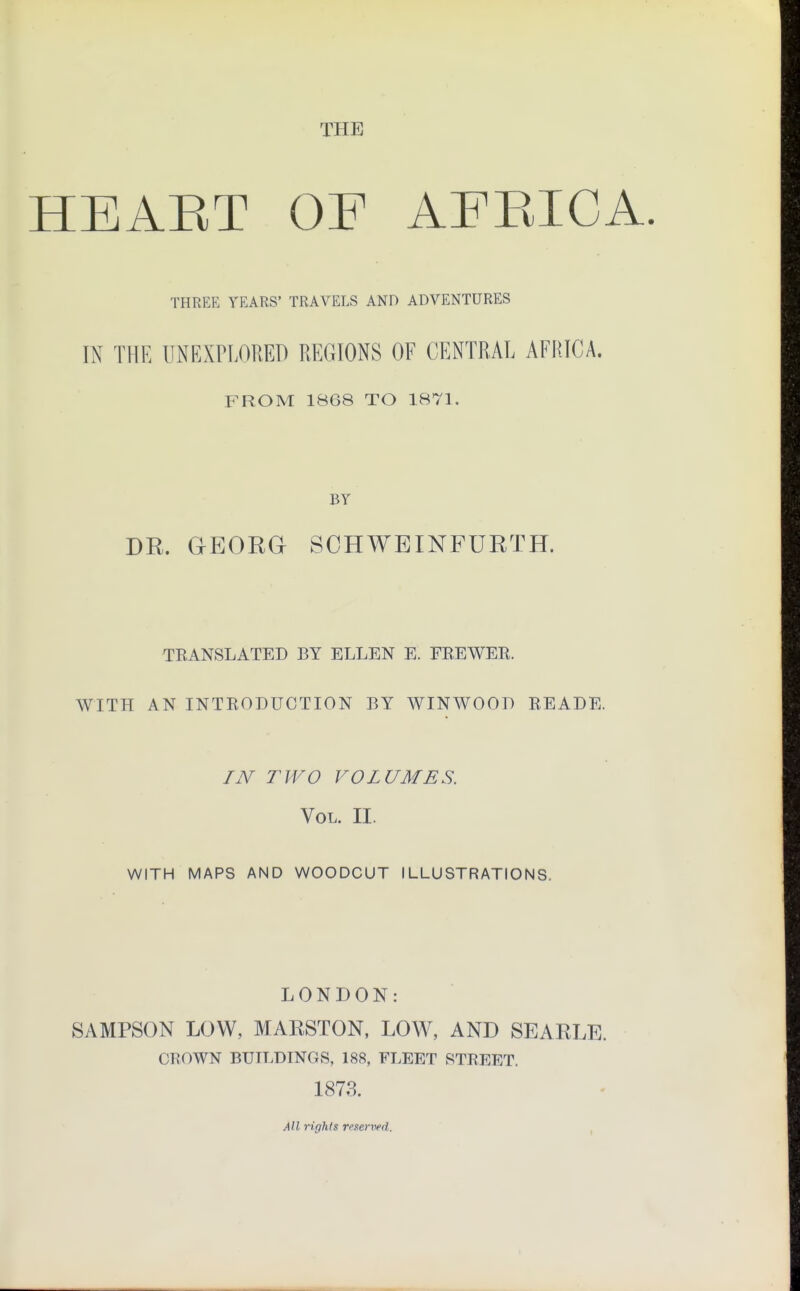 THE
HEART OF AFRICA.
THREE YEARS' TRAVELS AND ADVENTURES
IN THE UNEXPLORED REGIONS OF CENTRAL AFRICA.
FROM 1868 TO 1871.
BY
DR. GEORG SCHWEINFURTH.
TRANSLATED BY ELLEN E. FREWER.
WITH AN INTRODUCTION BY WINWOOD READE.
IN TWO VOLUMES.
VOL. II.
WITH MAPS AND WOODCUT ILLUSTRATIONS.
LONDON:
SAMPSON LOW, MARSTON, LOW, AND SEARLE.
CROWN BUILDINGS, 188, FLEET STREET.
1873.
All rights reserved.